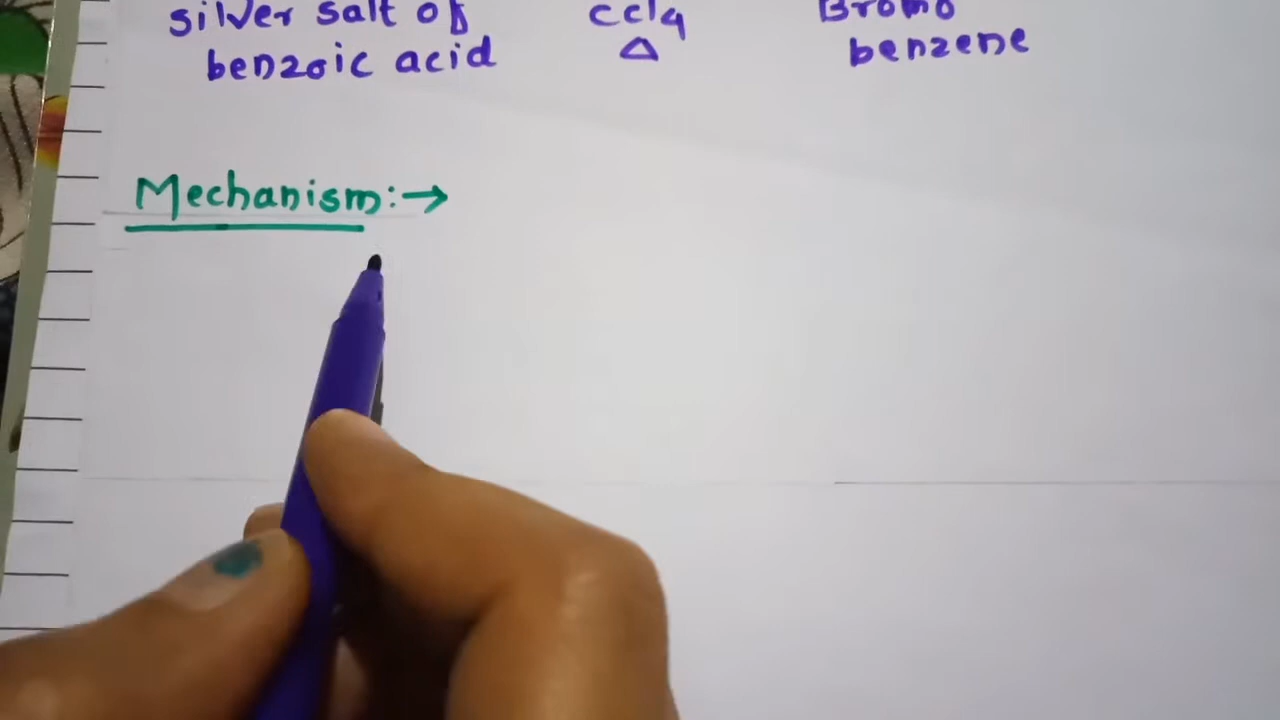 silver salt of ccl4 Bromo
benzoic acid Δ benzene
Mechanism:→